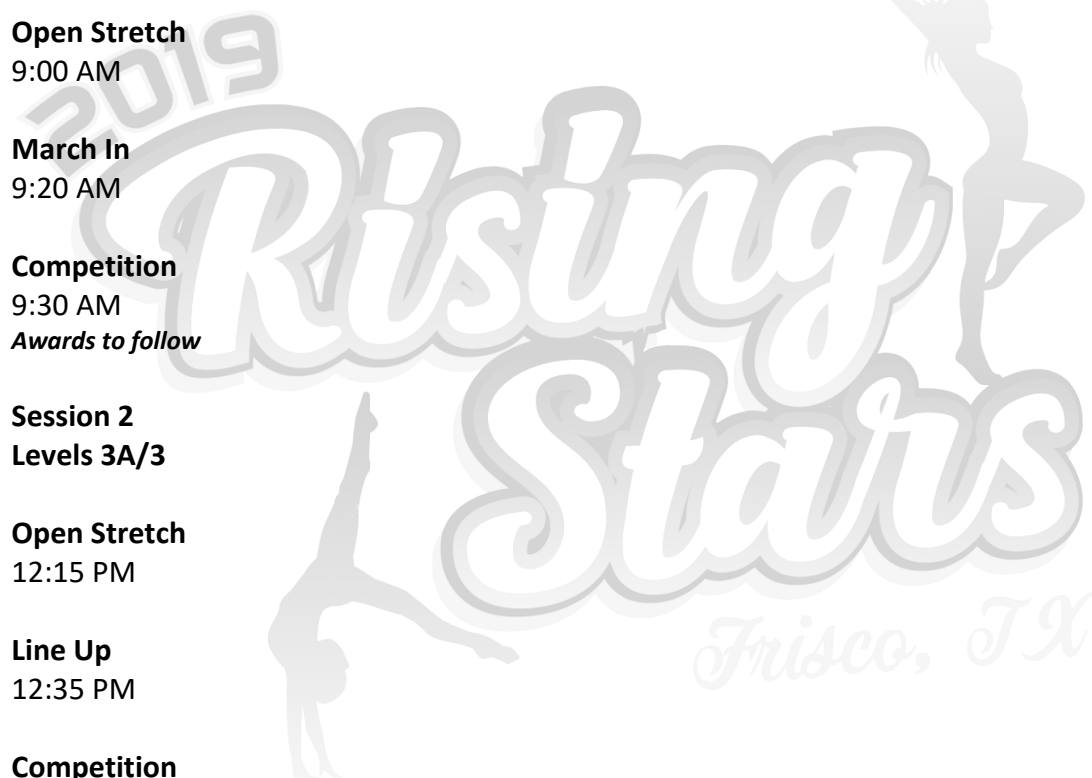 Open Stretch
9:00 AM
March In
9:20 AM
Competition
9:30 AM
Awards to follow
Session 2
Levels 3A/3
Open Stretch
12:15 PM
Line Up
12:35 PM
Competition
2019
Rising
Stars
Frisco, TX